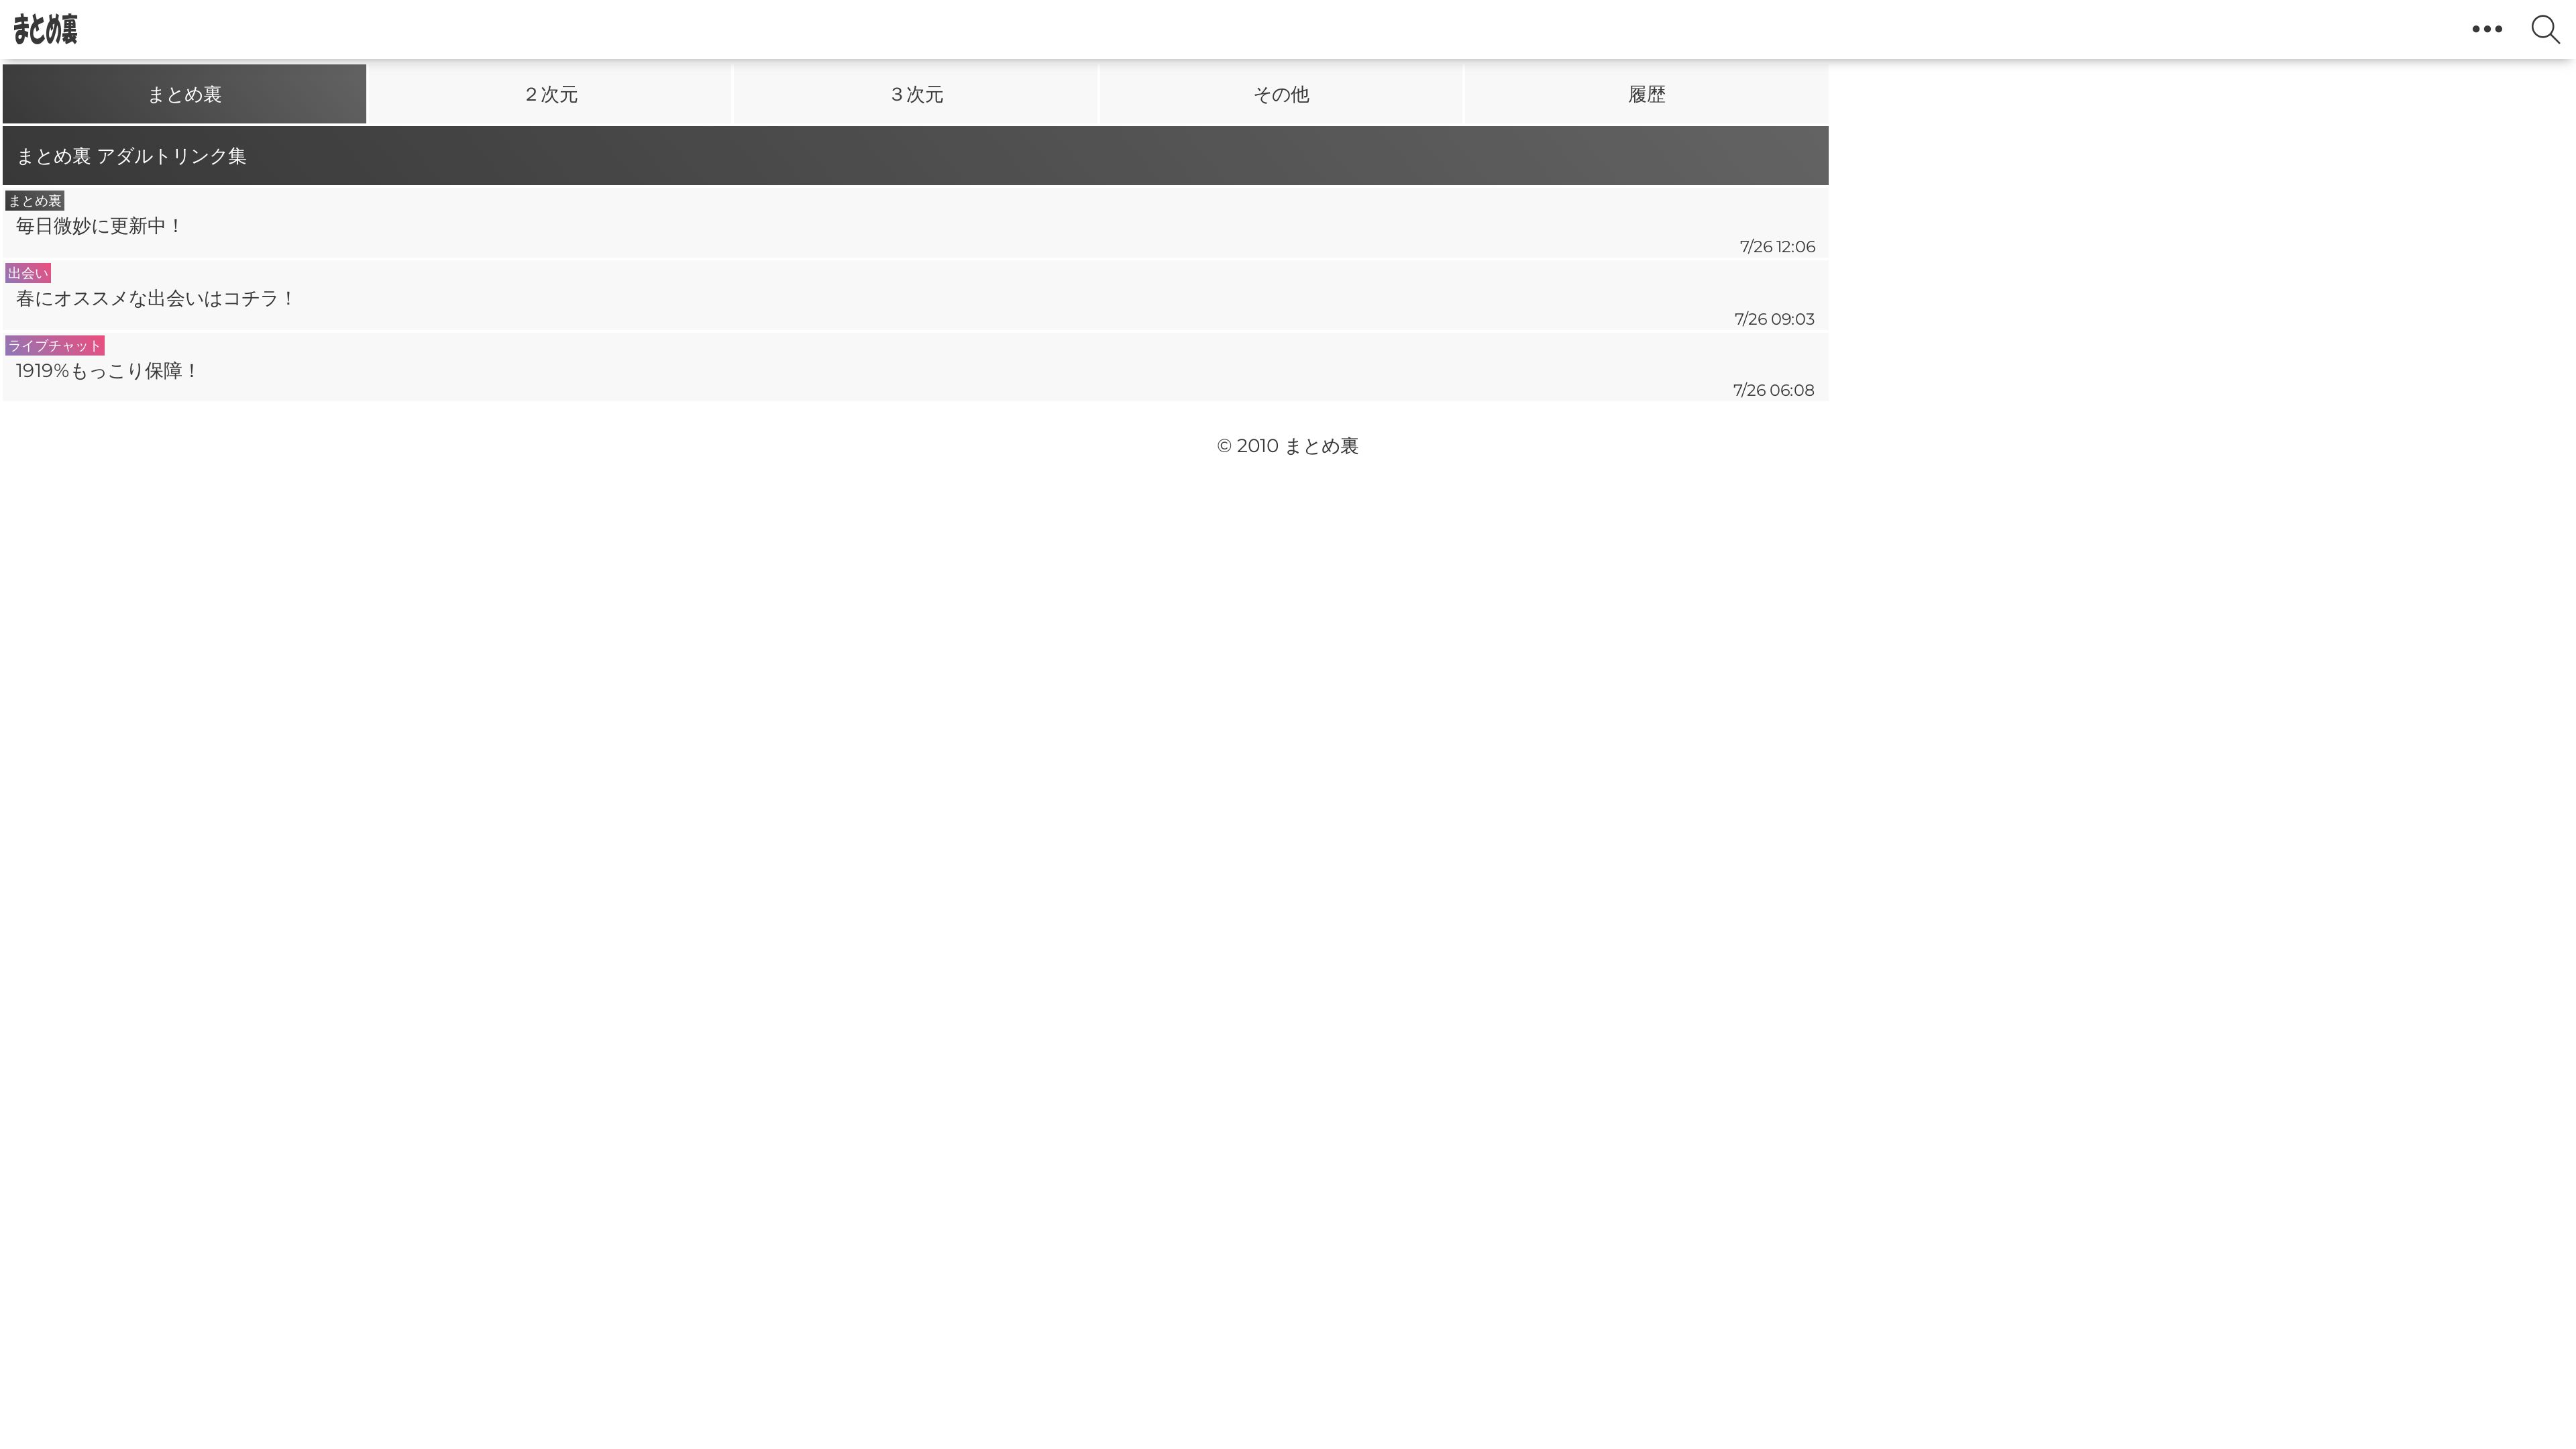 まとめ裏
まとめ裏
２次元
３次元
その他
履歴
まとめ裏 アダルトリンク集
まとめ裏
毎日微妙に更新中！
7/26 12:06
出会い
春にオススメな出会いはコチラ！
7/26 09:03
ライブチャット
1919%もっこり保障！
7/26 06:08
© 2010 まとめ裏